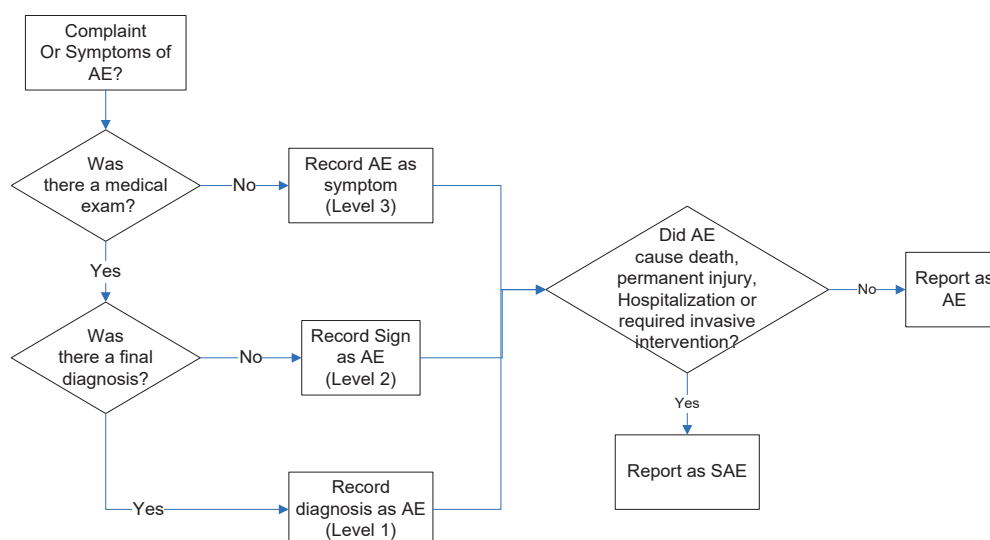 Complaint
Or Symptoms of
AE?
Was
there a medical
exam?
No
Record AE as
symptom
(Level 3)
Yes
Was
there a final
diagnosis?
No
Record Sign
as AE
(Level 2)
Yes
Record
diagnosis as AE
(Level 1)
Did AE
cause death,
permanent injury,
Hospitalization or
required invasive
intervention?
No
Report as
AE
Yes
Report as SAE